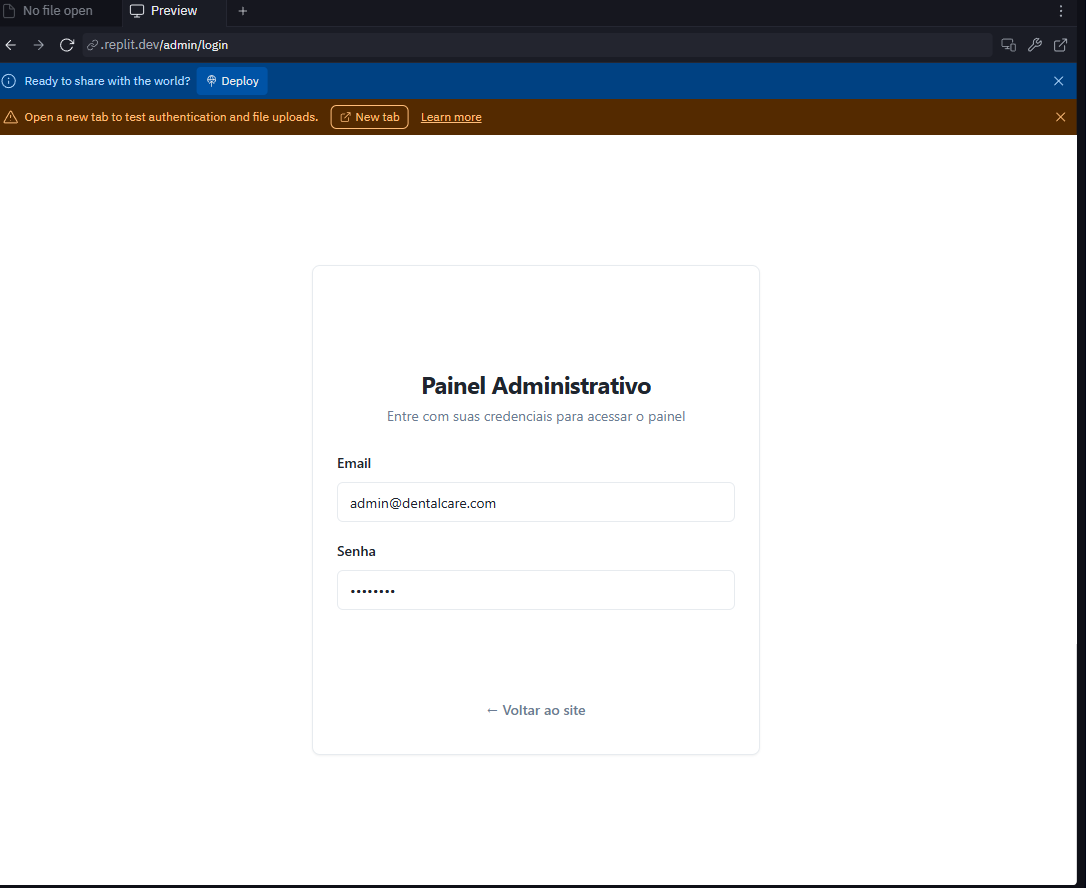 No file open
Preview
.replit.dev/admin/login
Ready to share with the world? Deploy
Open a new tab to test authentication and file uploads. New tab Learn more
Painel Administrativo
Entre com suas credenciais para acessar o painel
Email
admin@dentalcare.com
Senha
••••••••
← Voltar ao site